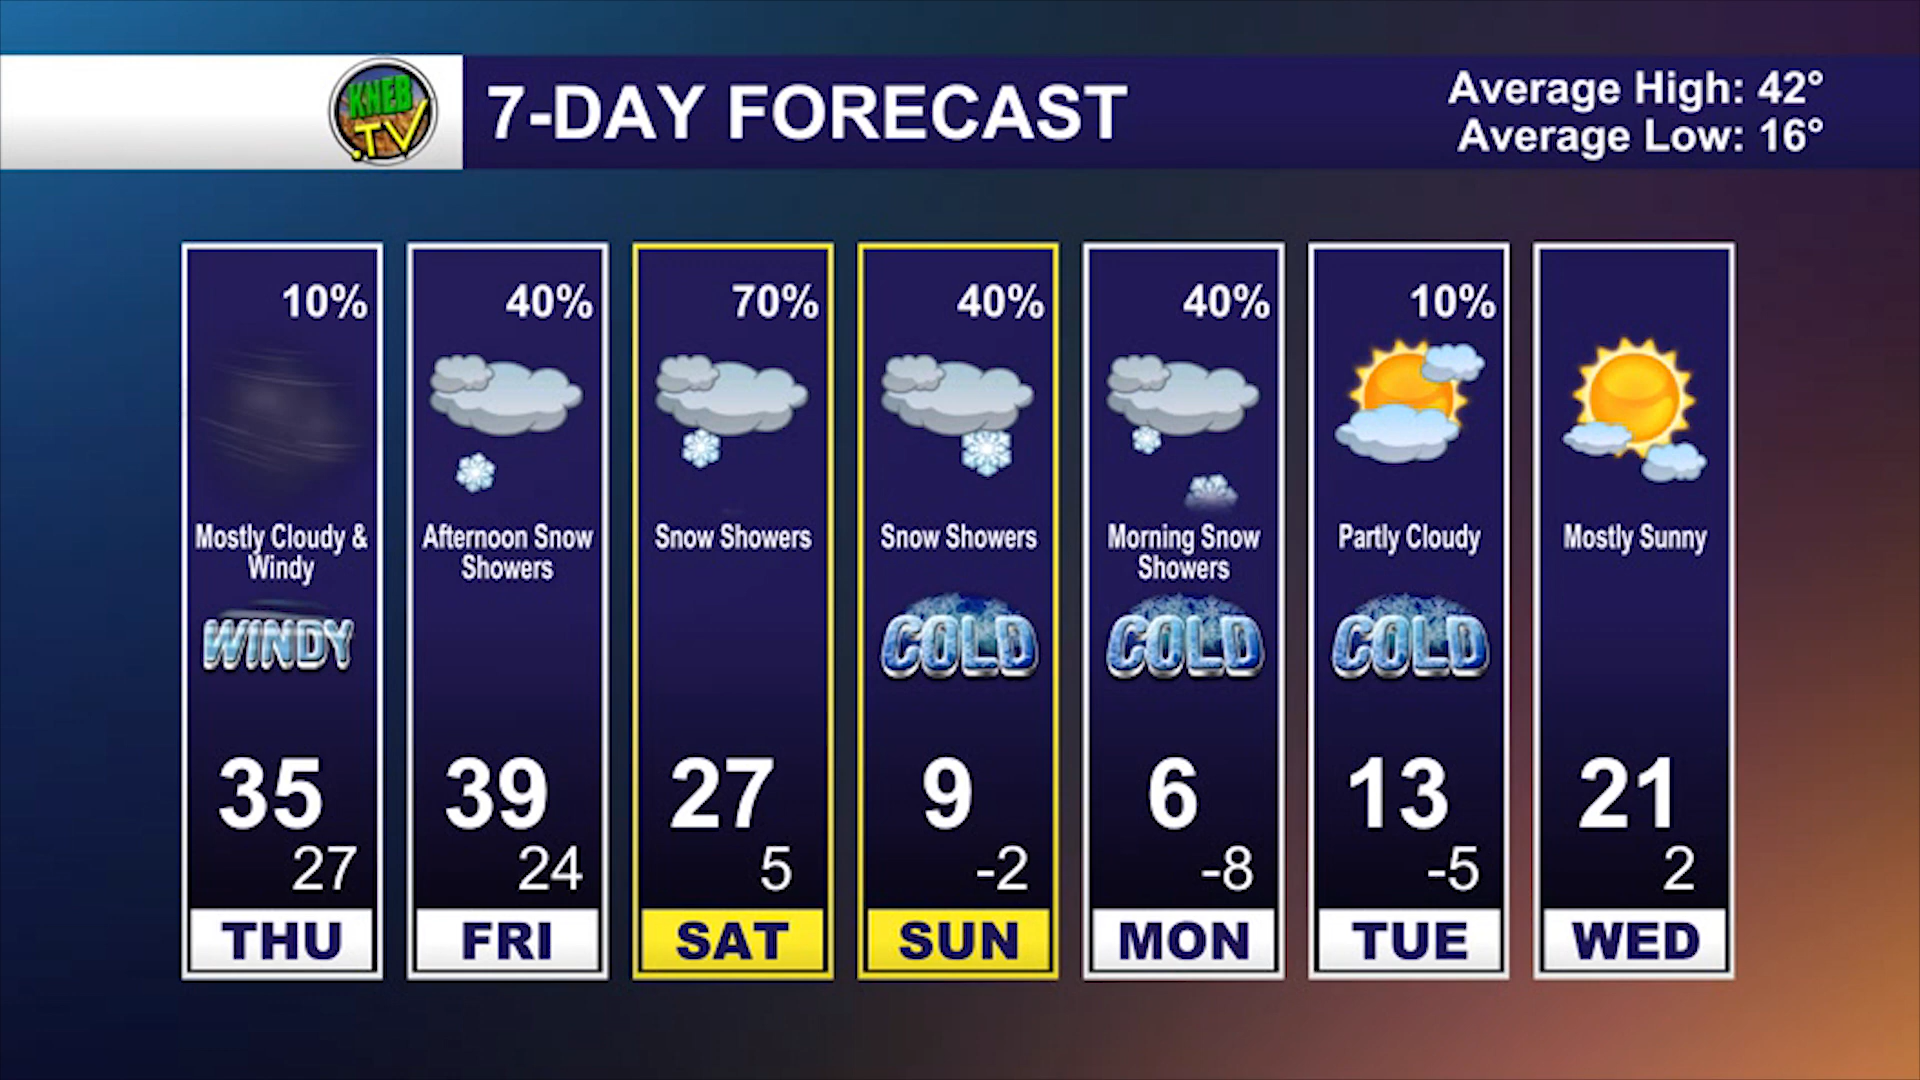 KNEB
.TV
7-DAY FORECAST
Average High: 42°
Average Low: 16°
10%
Mostly Cloudy &
Windy
WINDY
35
27
THU
40%
Afternoon Snow
Showers
39
24
FRI
70%
Snow Showers
27
5
SAT
40%
Snow Showers
COLD
9
-2
SUN
40%
Morning Snow
Showers
COLD
6
-8
MON
10%
Partly Cloudy
COLD
13
-5
TUE
Mostly Sunny
21
2
WED